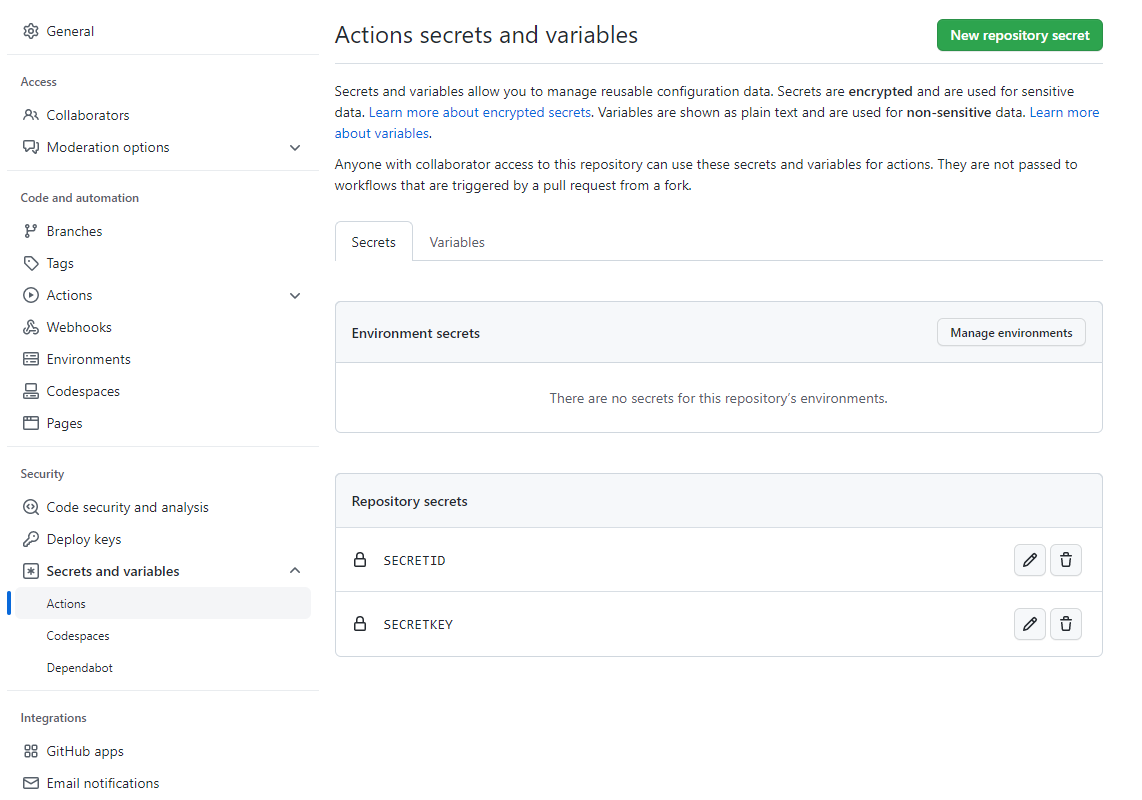 General
Access
Collaborators
Moderation options
Code and automation
Branches
Tags
Actions
Webhooks
Environments
Codespaces
Pages
Security
Code security and analysis
Deploy keys
Secrets and variables
Actions
Codespaces
Dependabot
Integrations
GitHub apps
Email notifications
Actions secrets and variables
New repository secret
Secrets and variables allow you to manage reusable configuration data. Secrets are encrypted and are used for sensitive
data. Learn more about encrypted secrets. Variables are shown as plain text and are used for non-sensitive data. Learn more
about variables.
Anyone with collaborator access to this repository can use these secrets and variables for actions. They are not passed to
workflows that are triggered by a pull request from a fork.
Secrets
Variables
Environment secrets
Manage environments
There are no secrets for this repository’s environments.
Repository secrets
SECRETID
SECRETKEY